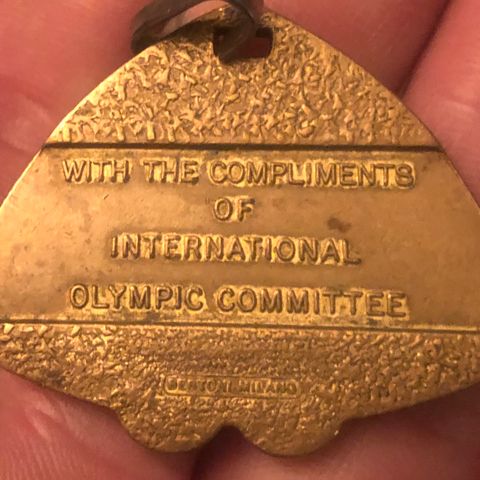 WITH THE COMPLIMENTS
OF
INTERNATIONAL
OLYMPIC COMMITTEE
BERTONI MILANO